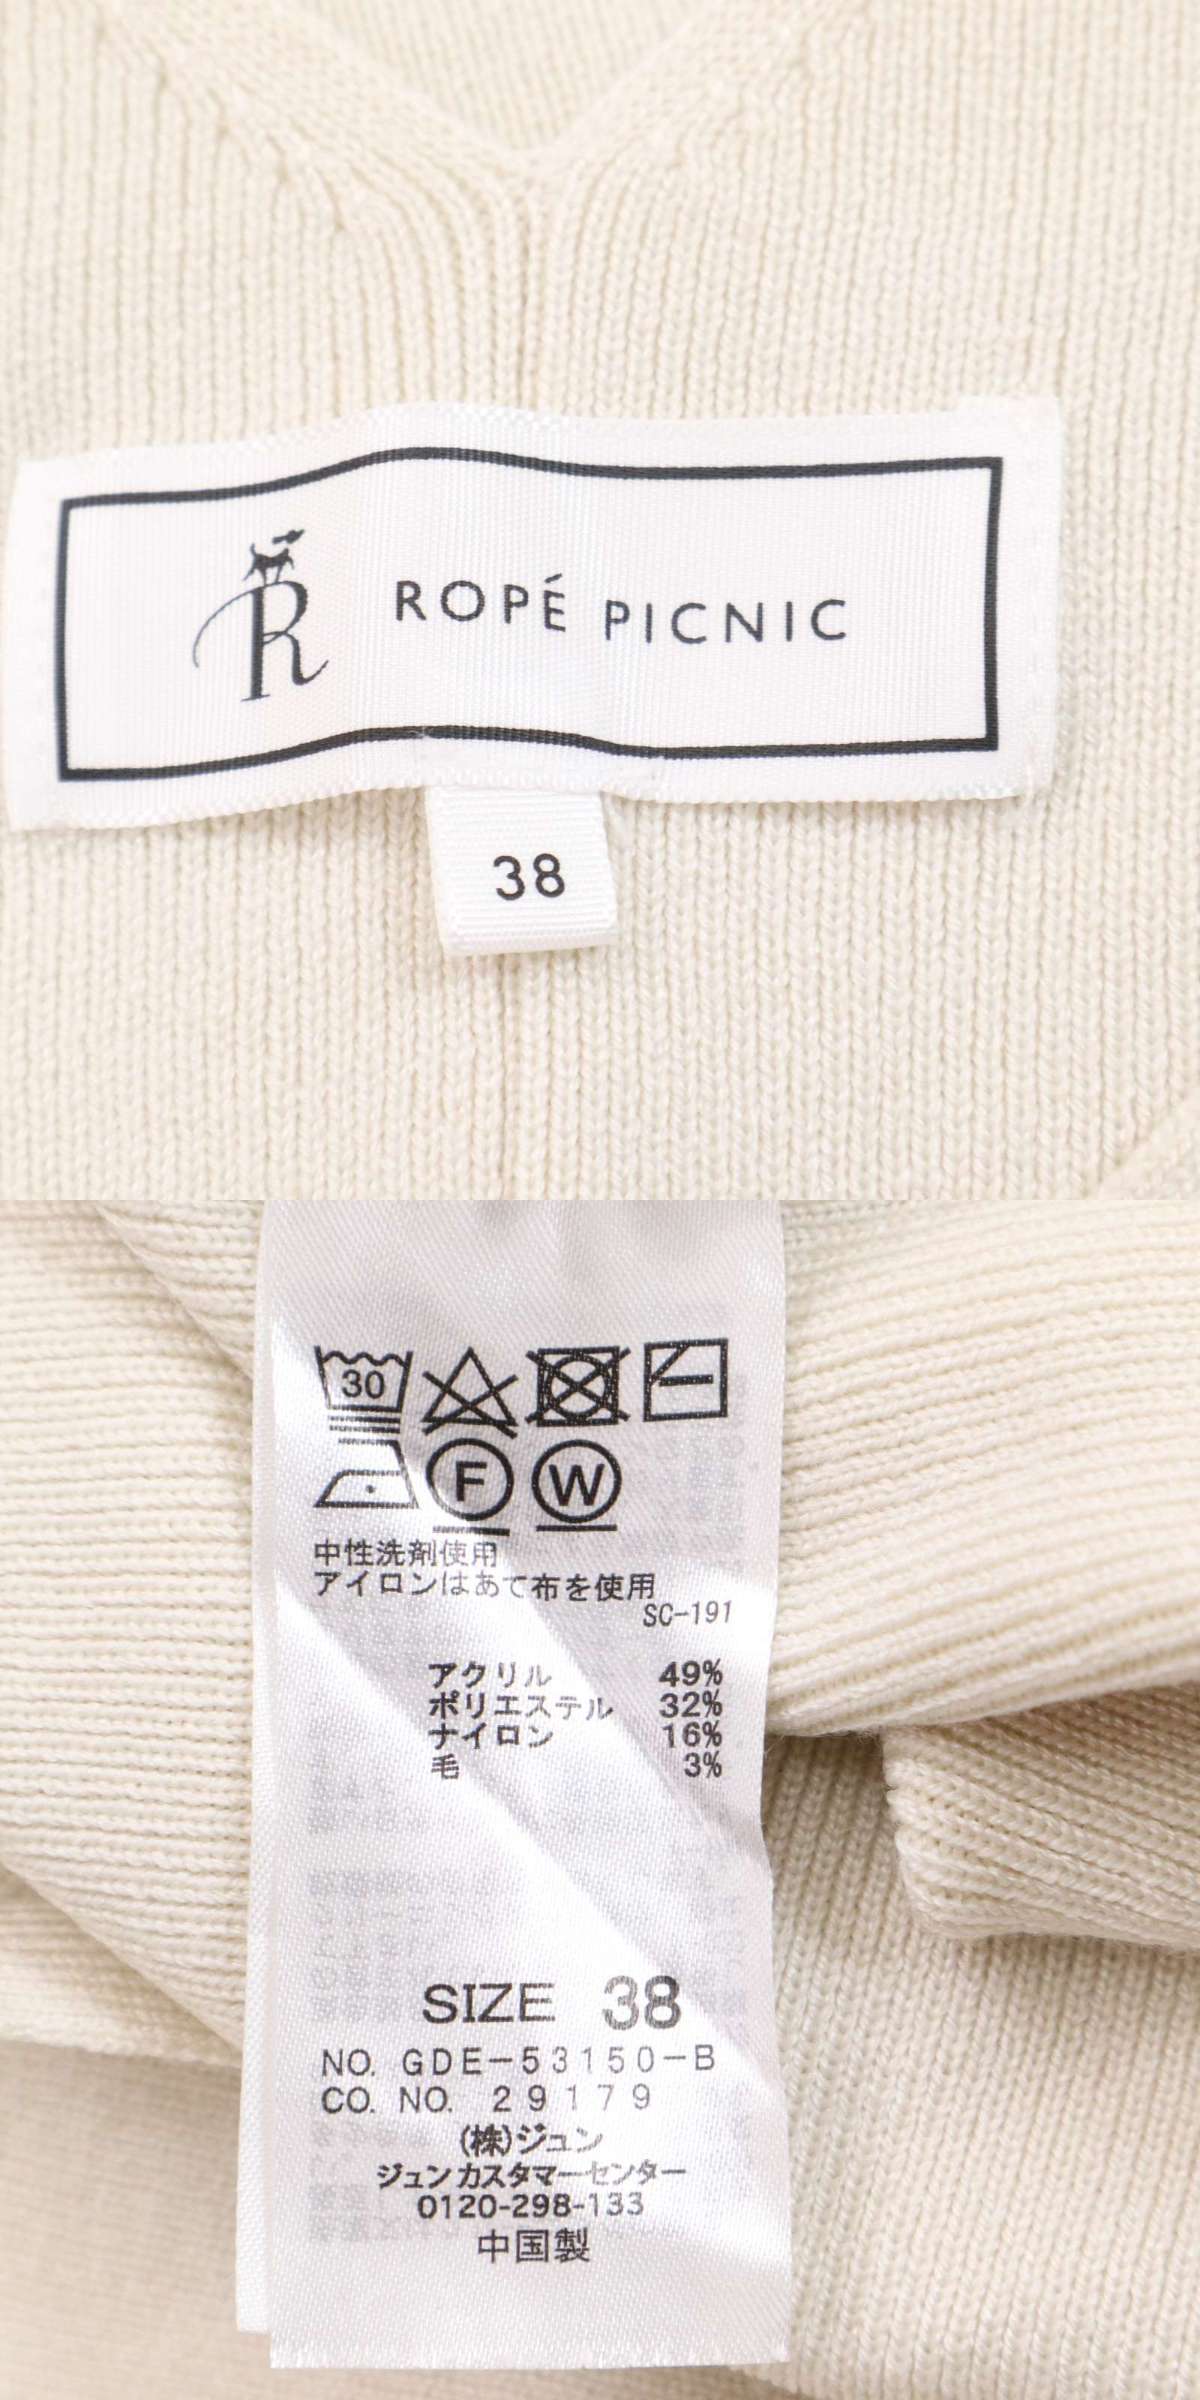 R ROPÉ PICNIC
38
30
F W
中性洗剤使用
アイロンはあて布を使用
SC-191
アクリル 49%
ポリエステル 32%
ナイロン 16%
毛 3%
SIZE 38
NO. GDE-53150-B
CO. NO. 29179
(株)ジュン
ジュンカスタマーセンター
0120-298-133
中国製